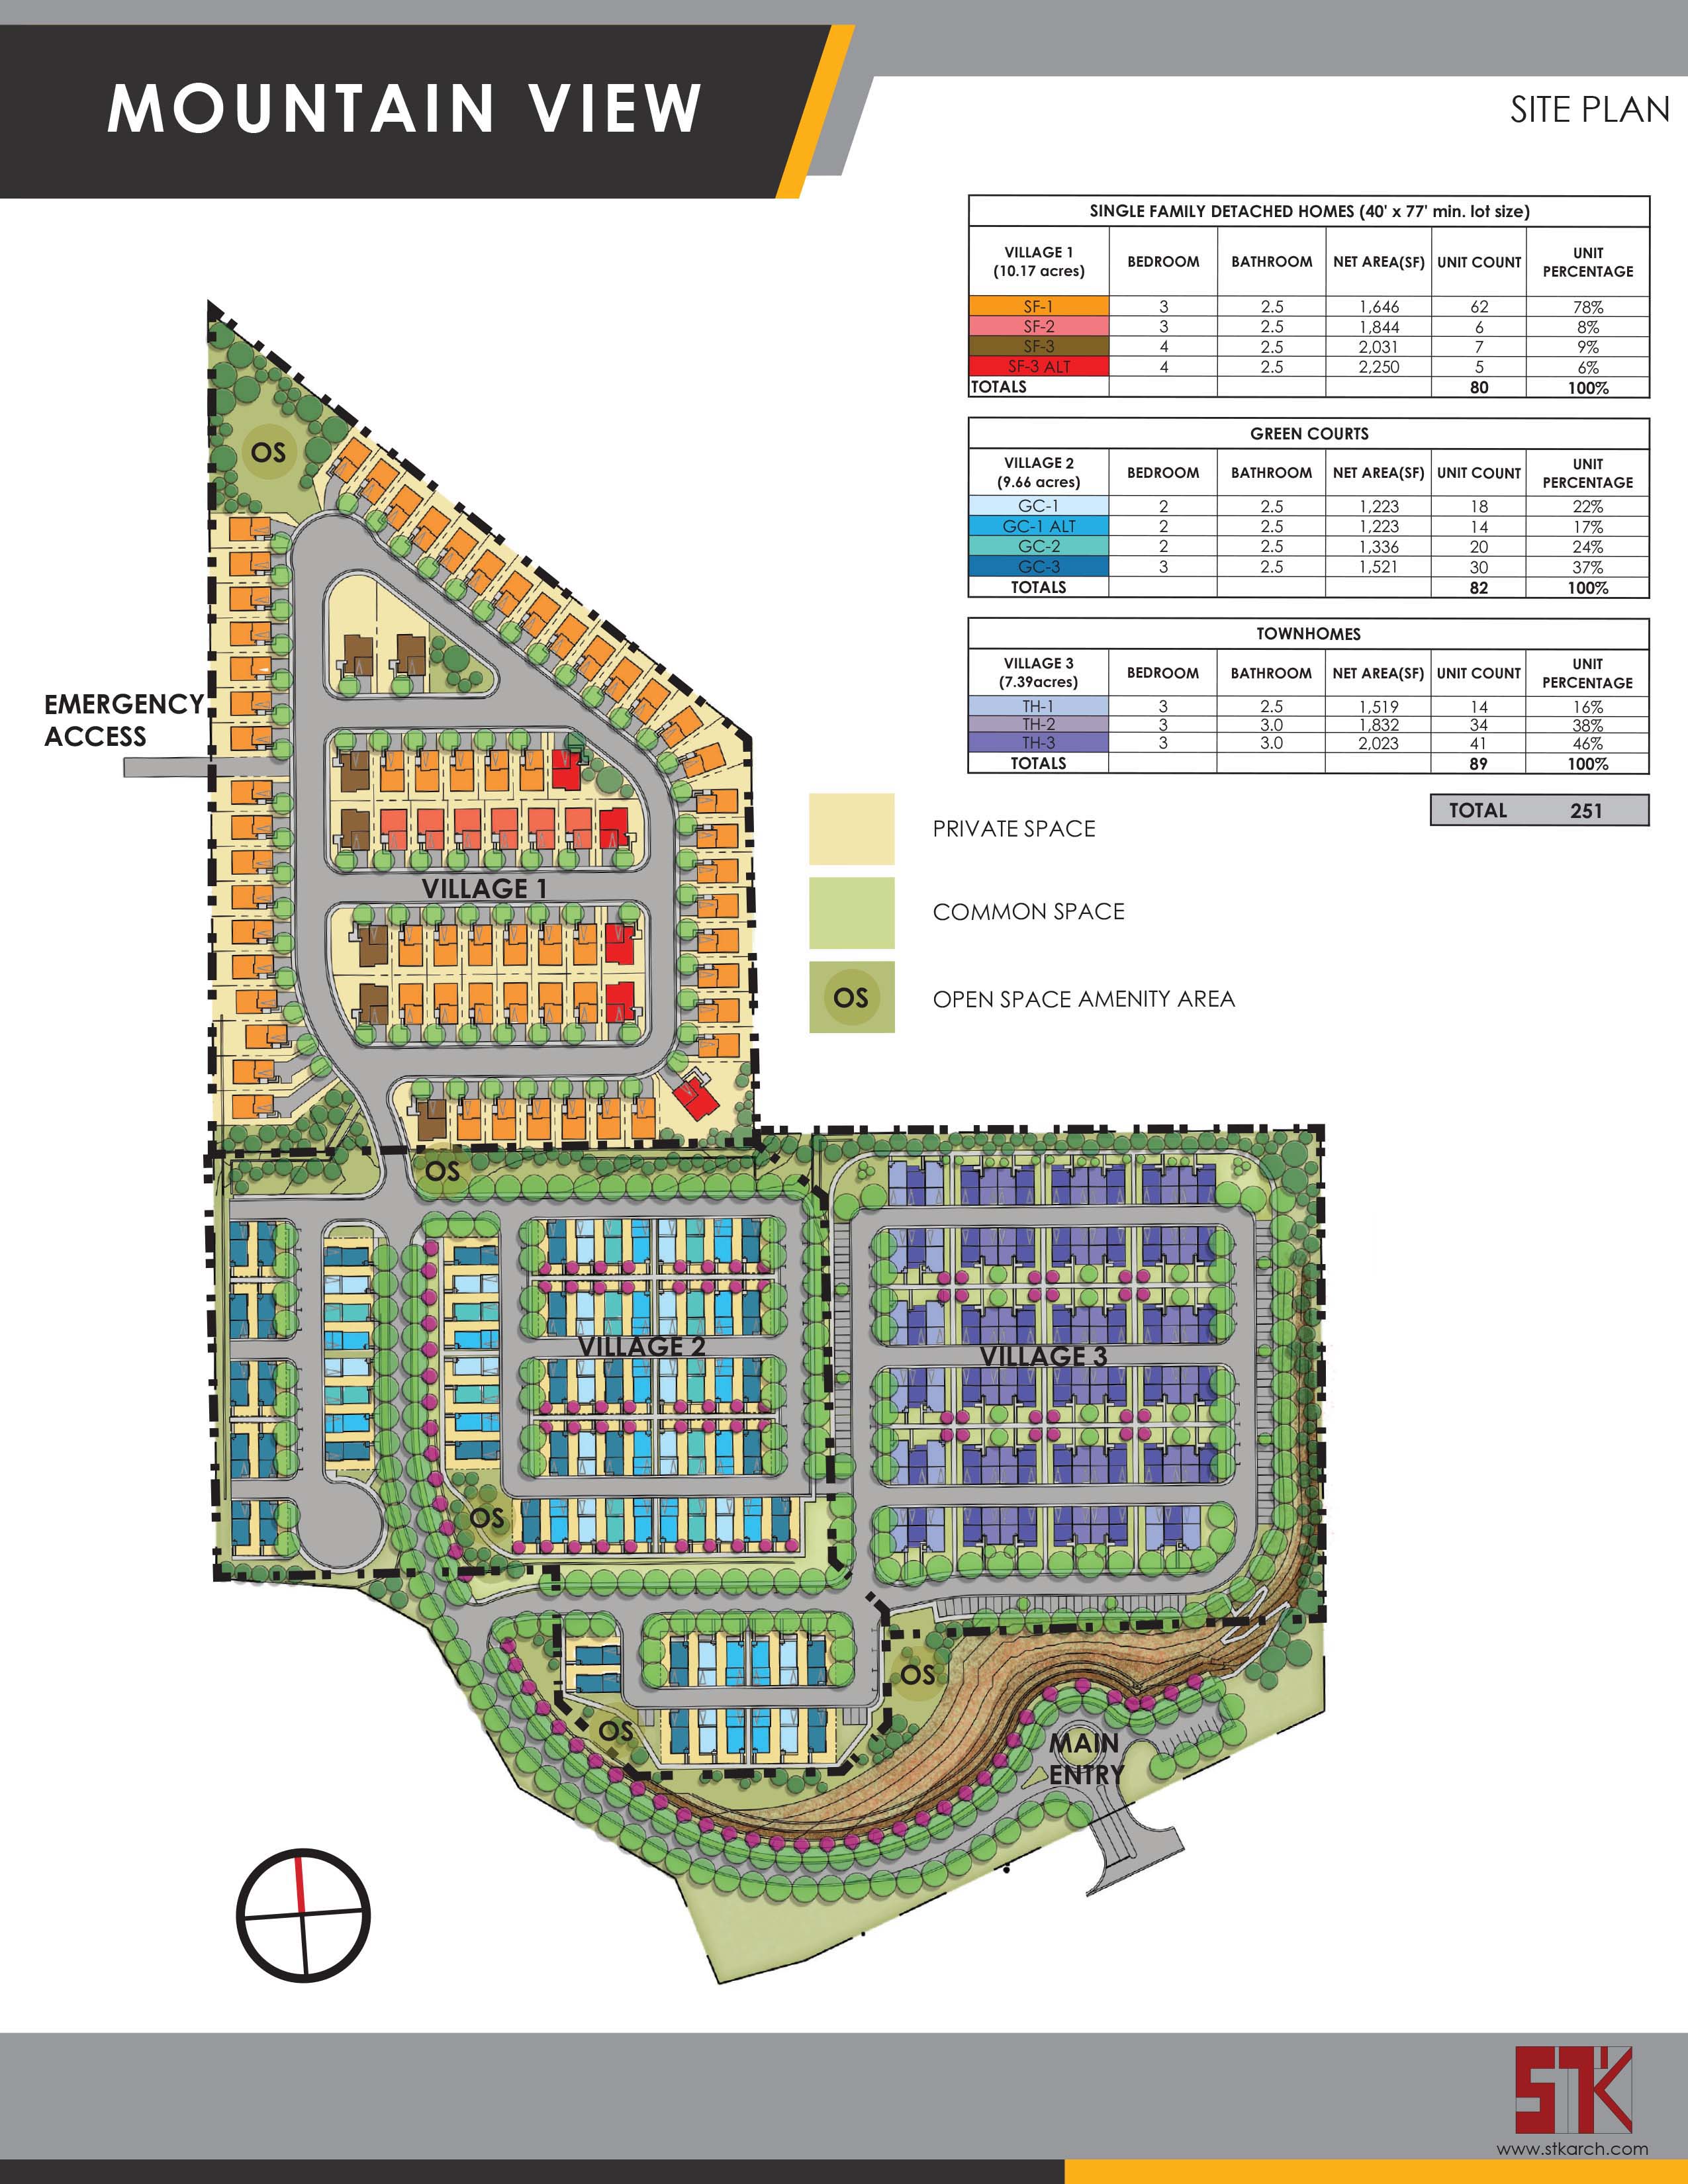 MOUNTAIN VIEW
SITE PLAN
SINGLE FAMILY DETACHED HOMES (40' x 77' min. lot size)
VILLAGE 1 (10.17 acres) BEDROOM BATHROOM NET AREA(SF) UNIT COUNT UNIT PERCENTAGE
SF-1 3 2.5 1,646 62 78%
SF-2 3 2.5 1,844 6 8%
SF-3 4 2.5 2,031 7 9%
SF-3 ALT 4 2.5 2,250 5 6%
TOTALS 80 100%
GREEN COURTS
VILLAGE 2 (9.66 acres) BEDROOM BATHROOM NET AREA(SF) UNIT COUNT UNIT PERCENTAGE
GC-1 2 2.5 1,223 18 22%
GC-1 ALT 2 2.5 1,223 14 17%
GC-2 2 2.5 1,336 20 24%
GC-3 3 2.5 1,521 30 37%
TOTALS 82 100%
TOWNHOMES
VILLAGE 3 (7.39acres) BEDROOM BATHROOM NET AREA(SF) UNIT COUNT UNIT PERCENTAGE
TH-1 3 2.5 1,519 14 16%
TH-2 3 3.0 1,832 34 38%
TH-3 3 3.0 2,023 41 46%
TOTALS 89 100%
TOTAL 251
PRIVATE SPACE
COMMON SPACE
OS OPEN SPACE AMENITY AREA
OS
EMERGENCY
ACCESS
VILLAGE 1
OS
VILLAGE 2
VILLAGE 3
OS
OS
OS
MAIN
ENTRY
STK
www.stkarch.com